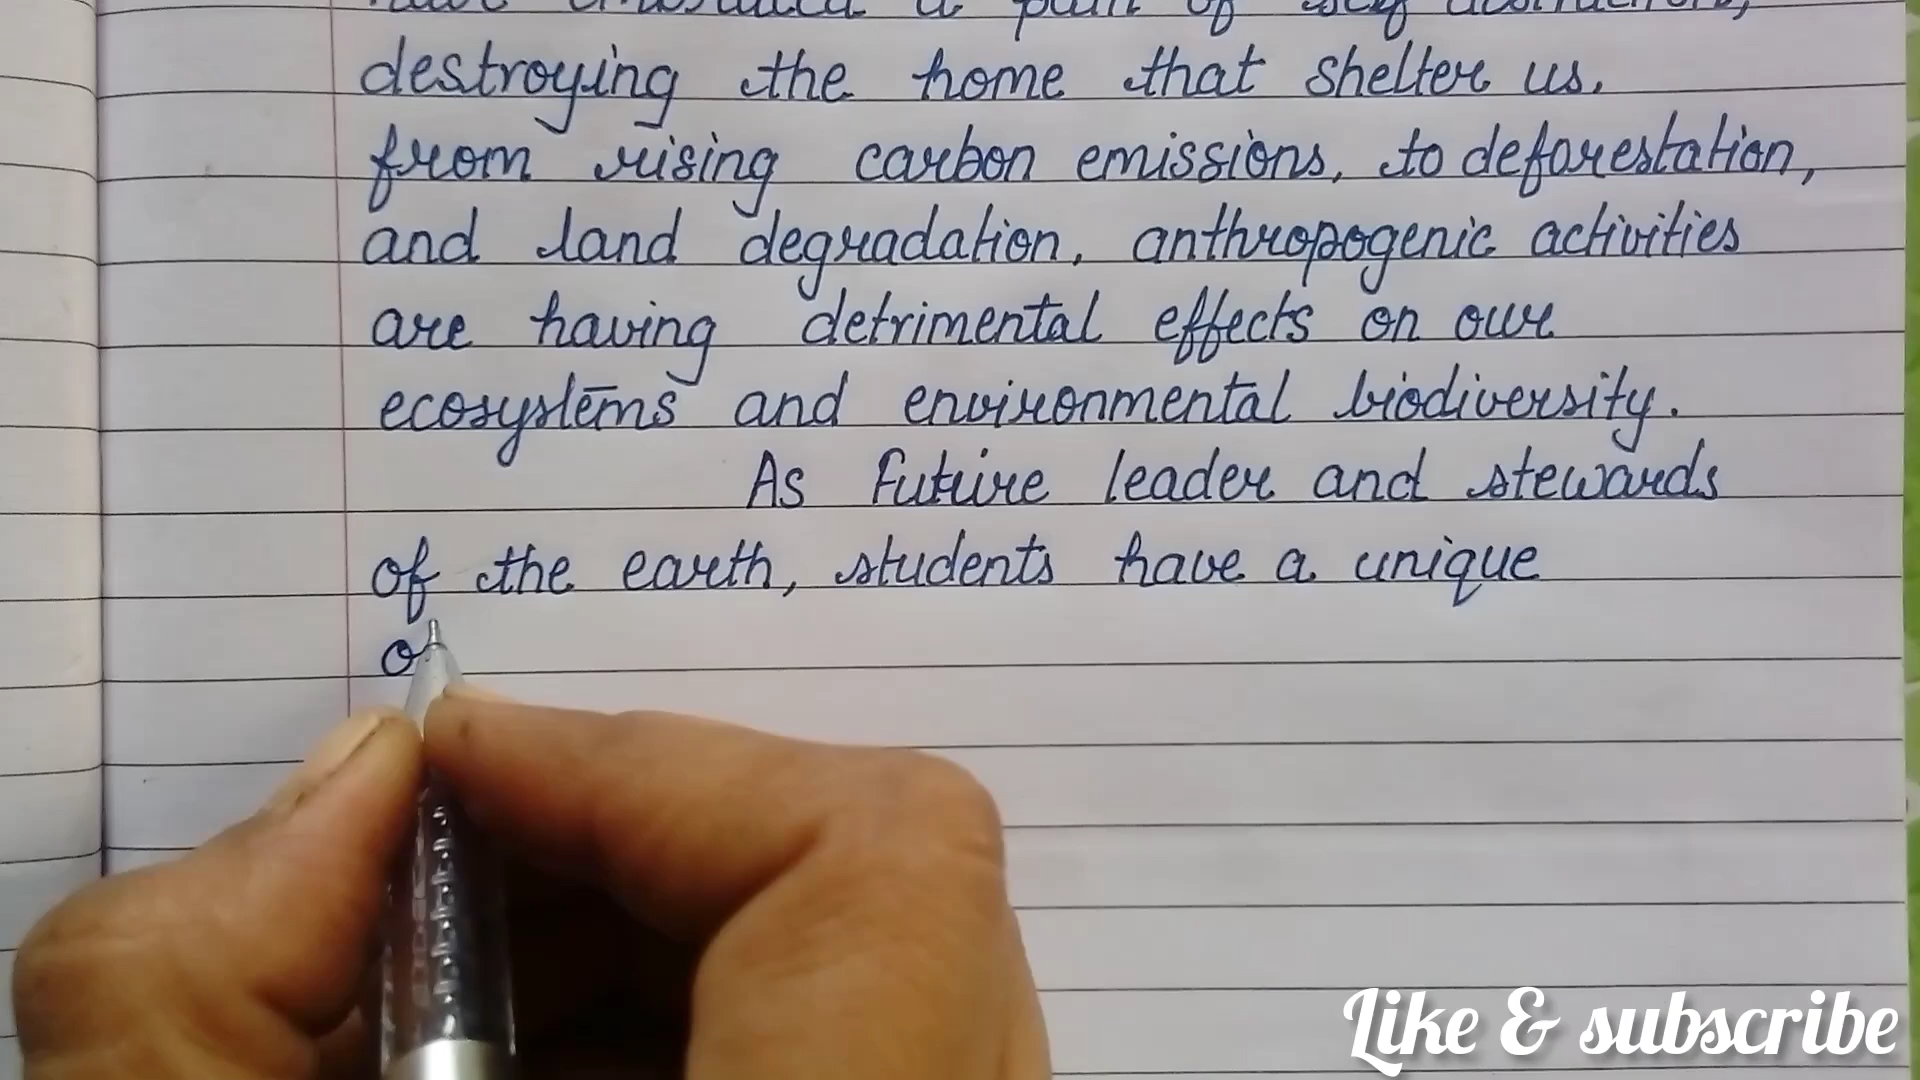 a of self
destroying the home that shelter us.
from rising carbon emissions, to deforestation,
and land degradation, anthropogenic activities
are having detrimental effects on our
ecosystems and environmental biodiversity.
As Future leader and stewards
of the earth, students have a unique
o
Like & subscribe